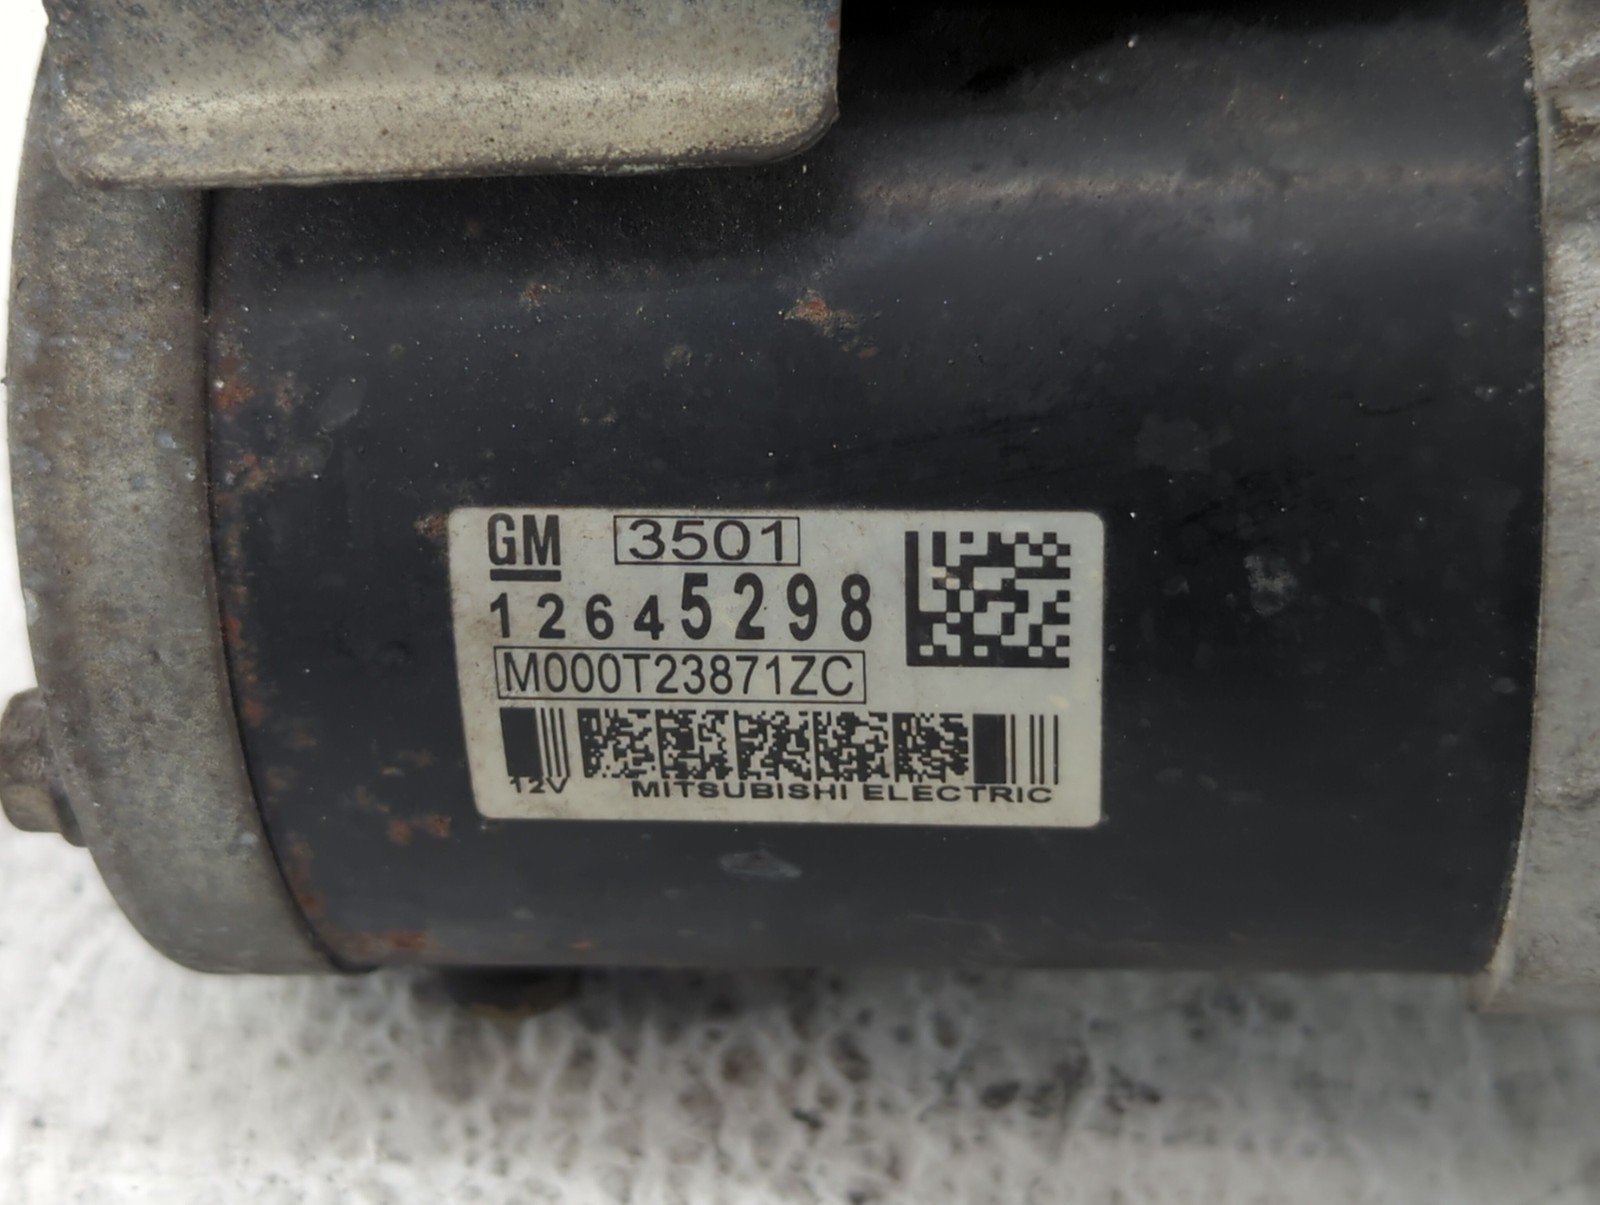 GM 3501
12645298
M000T23871ZC
12V MITSUBISHI ELECTRIC